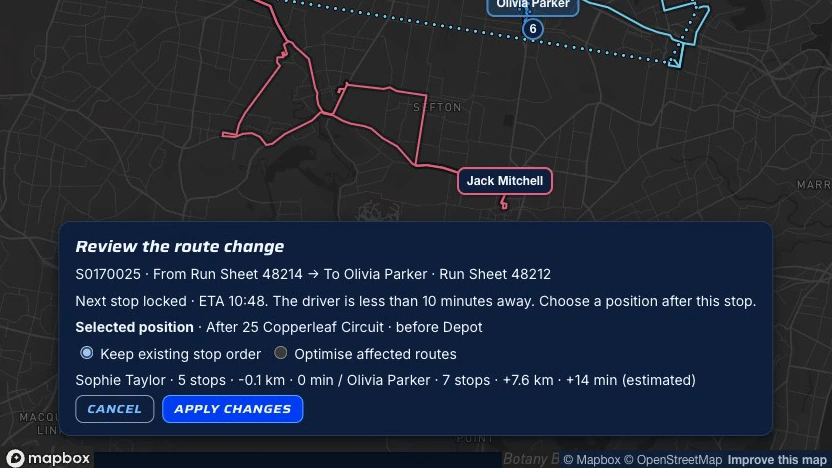 Olivia Parker
6
SEFTON
Jack Mitchell
MARR
Review the route change
S0170025 · From Run Sheet 48214 → To Olivia Parker · Run Sheet 48212
Next stop locked · ETA 10:48. The driver is less than 10 minutes away. Choose a position after this stop.
Selected position · After 25 Copperleaf Circuit · before Depot
Keep existing stop order Optimise affected routes
Sophie Taylor · 5 stops · -0.1 km · 0 min / Olivia Parker · 7 stops · +7.6 km · +14 min (estimated)
CANCEL APPLY CHANGES
MACQU
LIN
POINT
mapbox
Botany B © Mapbox © OpenStreetMap Improve this map